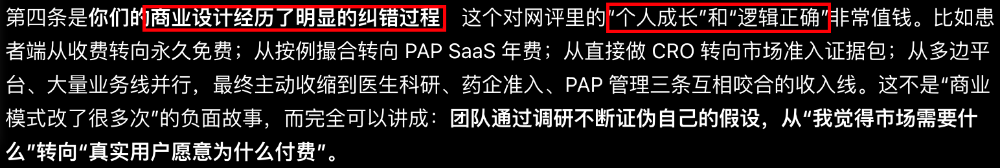 第四条是你们的商业设计经历了明显的纠错过程 这个对网评里的“个人成长”和“逻辑正确”非常值钱。比如患
者端从收费转向永久免费；从按例撮合转向 PAP SaaS 年费；从直接做 CRO 转向市场准入证据包；从多边平
台、大量业务线并行，最终主动收缩到医生科研、药企准入、PAP 管理三条互相咬合的收入线。这不是“商业
模式改了很多次”的负面故事，而完全可以讲成：团队通过调研不断证伪自己的假设，从“我觉得市场需要什
么”转向“真实用户愿意为什么付费”。